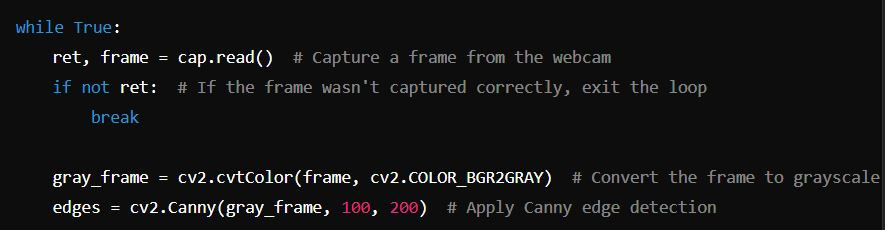 while True:
    ret, frame = cap.read()  # Capture a frame from the webcam
    if not ret:  # If the frame wasn't captured correctly, exit the loop
        break
    gray_frame = cv2.cvtColor(frame, cv2.COLOR_BGR2GRAY)  # Convert the frame to grayscale
    edges = cv2.Canny(gray_frame, 100, 200)  # Apply Canny edge detection